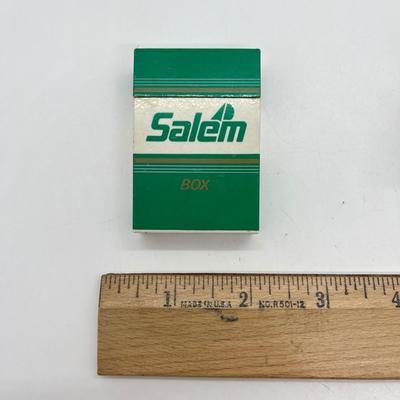 Salem
BOX
1 2 3 4
MADE IN U.S.A NO. R501-12